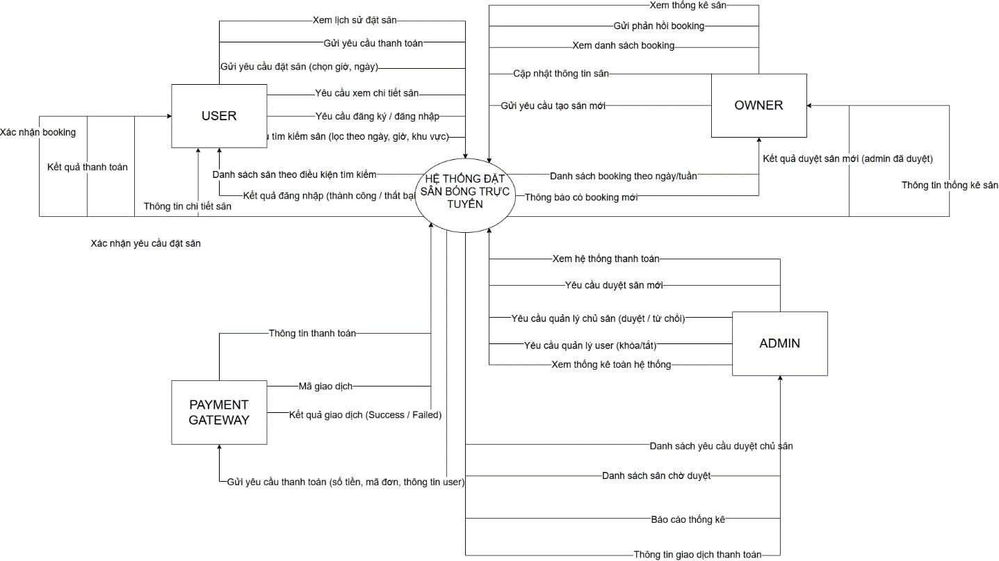 Xem thống kê sân
Xem lịch sử đặt sân
Gửi phản hồi booking
Gửi yêu cầu thanh toán
Xem danh sách booking
Gửi yêu cầu đặt sân (chọn giờ, ngày)
Cập nhật thông tin sân
Yêu cầu xem chi tiết sân
Gửi yêu cầu tạo sân mới
OWNER
USER
Yêu cầu đăng ký / đăng nhập
Xác nhận booking
tìm kiếm sân (lọc theo ngày, giờ, khu vực)
Kết quả duyệt sân mới (admin đã duyệt)
Kết quả thanh toán
Danh sách sân theo điều kiện tìm kiếm
Danh sách booking theo ngày/tuần
HỆ THỐNG ĐẶT
SÂN BÓNG TRỰC
TUYẾN
Thông tin thống kê sân
Kết quả đăng nhập (thành công / thất bại
Thông báo có booking mới
Thông tin chi tiết sân
Xác nhận yêu cầu đặt sân
Xem hệ thống thanh toán
Yêu cầu duyệt sân mới
Yêu cầu quản lý chủ sân (duyệt / từ chối)
Thông tin thanh toán
Yêu cầu quản lý user (khóa/tắt)
ADMIN
Xem thống kê toàn hệ thống
Mã giao dịch
PAYMENT
GATEWAY
Kết quả giao dịch (Success / Failed)
Danh sách yêu cầu duyệt chủ sân
Danh sách sân chờ duyệt
Gửi yêu cầu thanh toán (số tiền, mã đơn, thông tin user)
Báo cáo thống kê
Thông tin giao dịch thanh toán